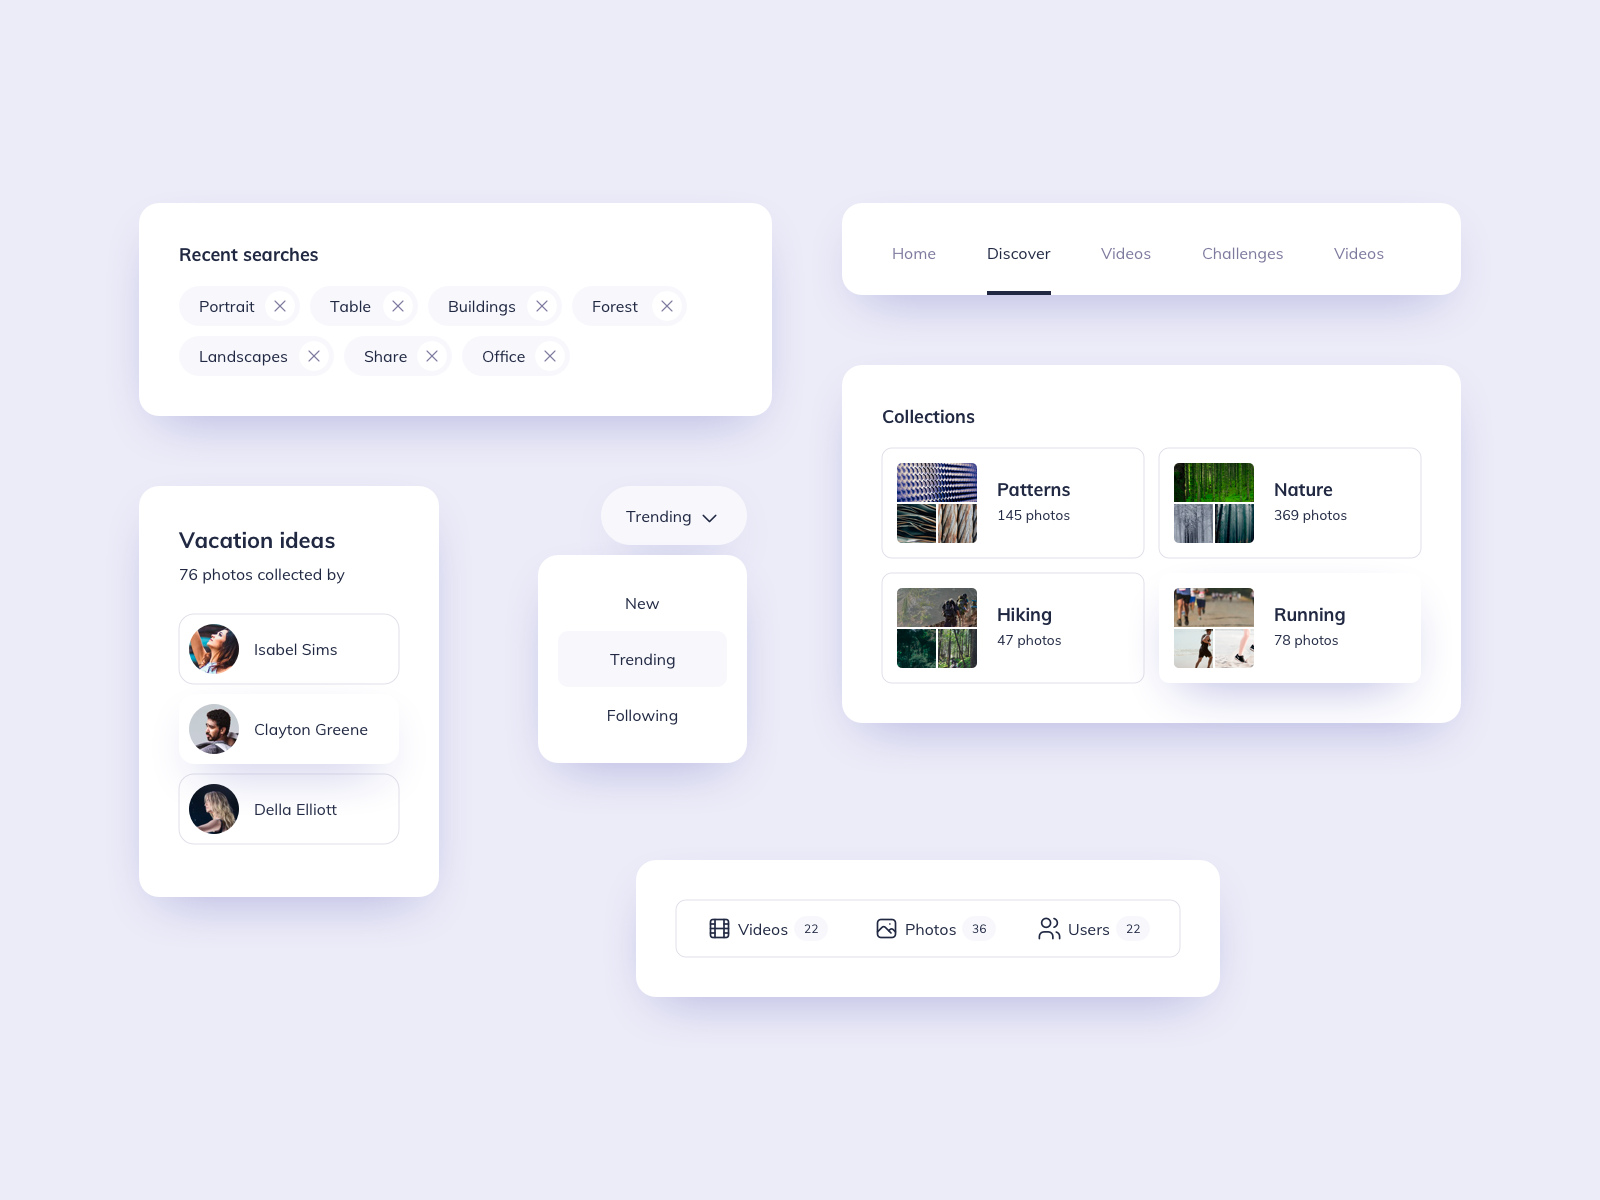 Recent searches
Portrait Table Buildings Forest
Landscapes Share Office
Home Discover Videos Challenges Videos
Collections
Patterns
145 photos
Nature
369 photos
Hiking
47 photos
Running
78 photos
Vacation ideas
76 photos collected by
Isabel Sims
Clayton Greene
Della Elliott
Trending
New
Trending
Following
Videos 22 Photos 36 Users 22